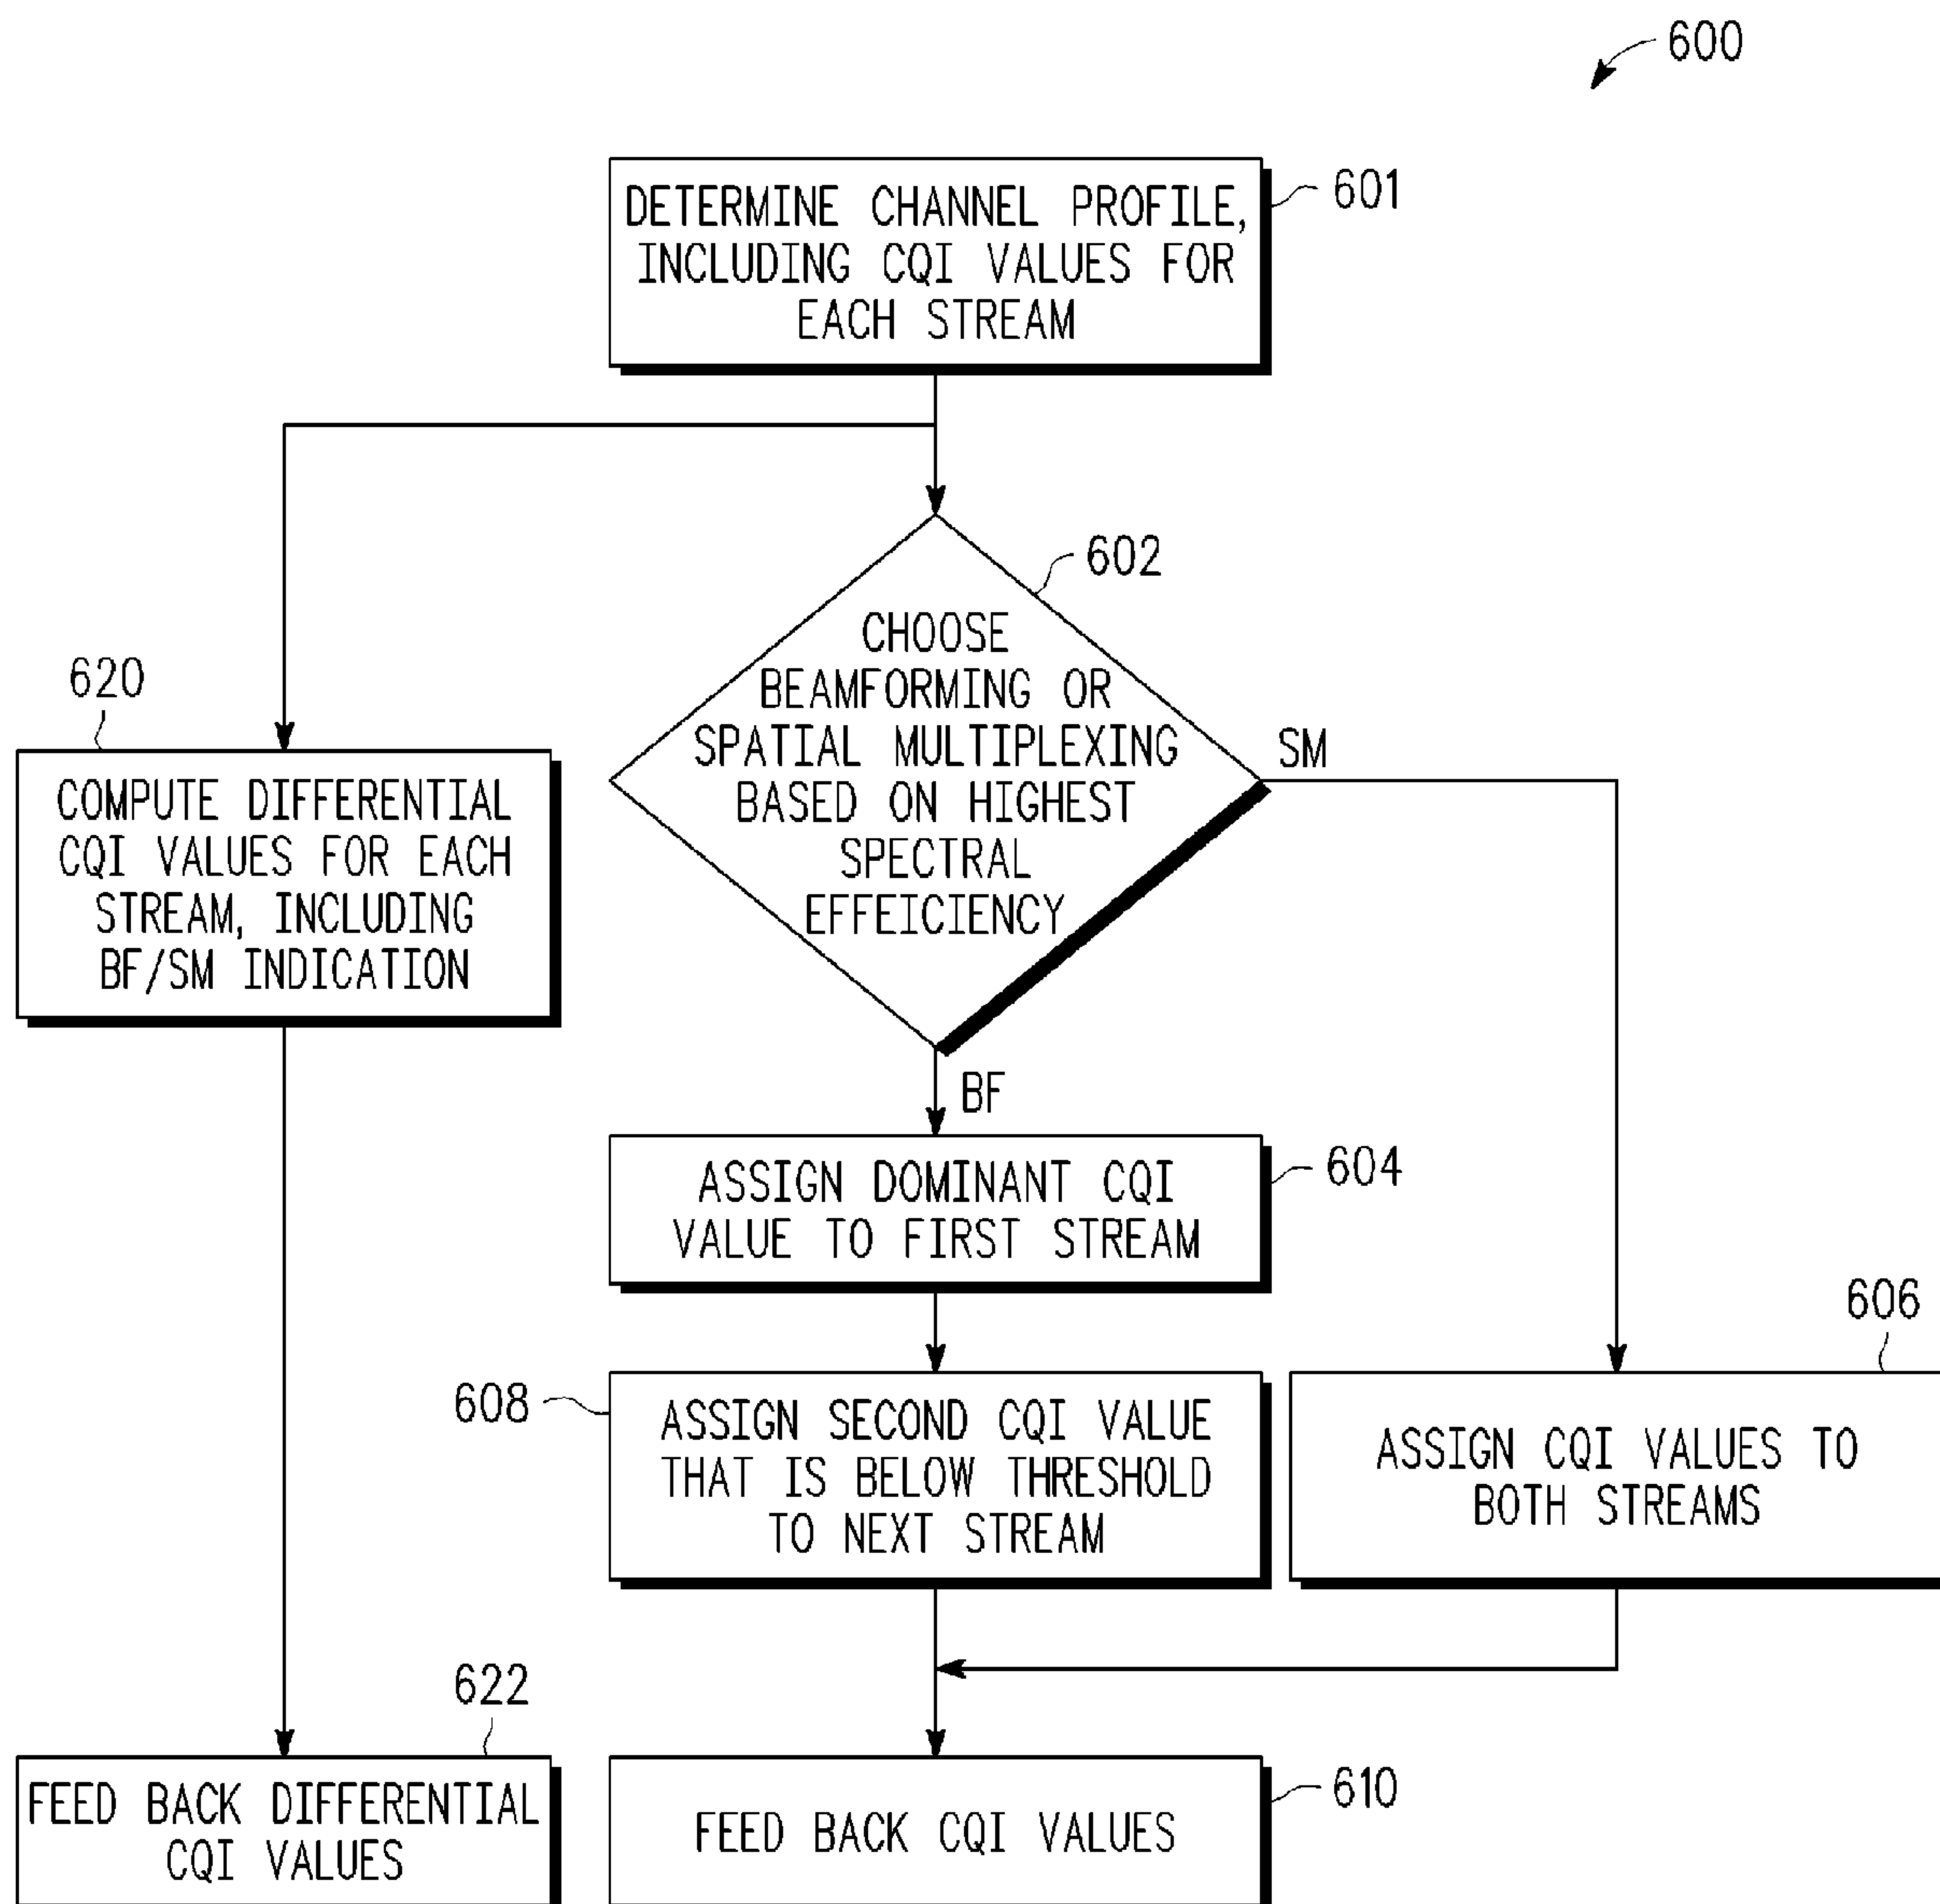 600
DETERMINE CHANNEL PROFILE,
INCLUDING CQI VALUES FOR
EACH STREAM
601
602
CHOOSE
BEAMFORMING OR
SPATIAL MULTIPLEXING
BASED ON HIGHEST
SPECTRAL
EFFEICIENCY
SM
620
COMPUTE DIFFERENTIAL
CQI VALUES FOR EACH
STREAM, INCLUDING
BF/SM INDICATION
BF
ASSIGN DOMINANT CQI
VALUE TO FIRST STREAM
604
606
608
ASSIGN SECOND CQI VALUE
THAT IS BELOW THRESHOLD
TO NEXT STREAM
ASSIGN CQI VALUES TO
BOTH STREAMS
622
FEED BACK DIFFERENTIAL
CQI VALUES
FEED BACK CQI VALUES
610